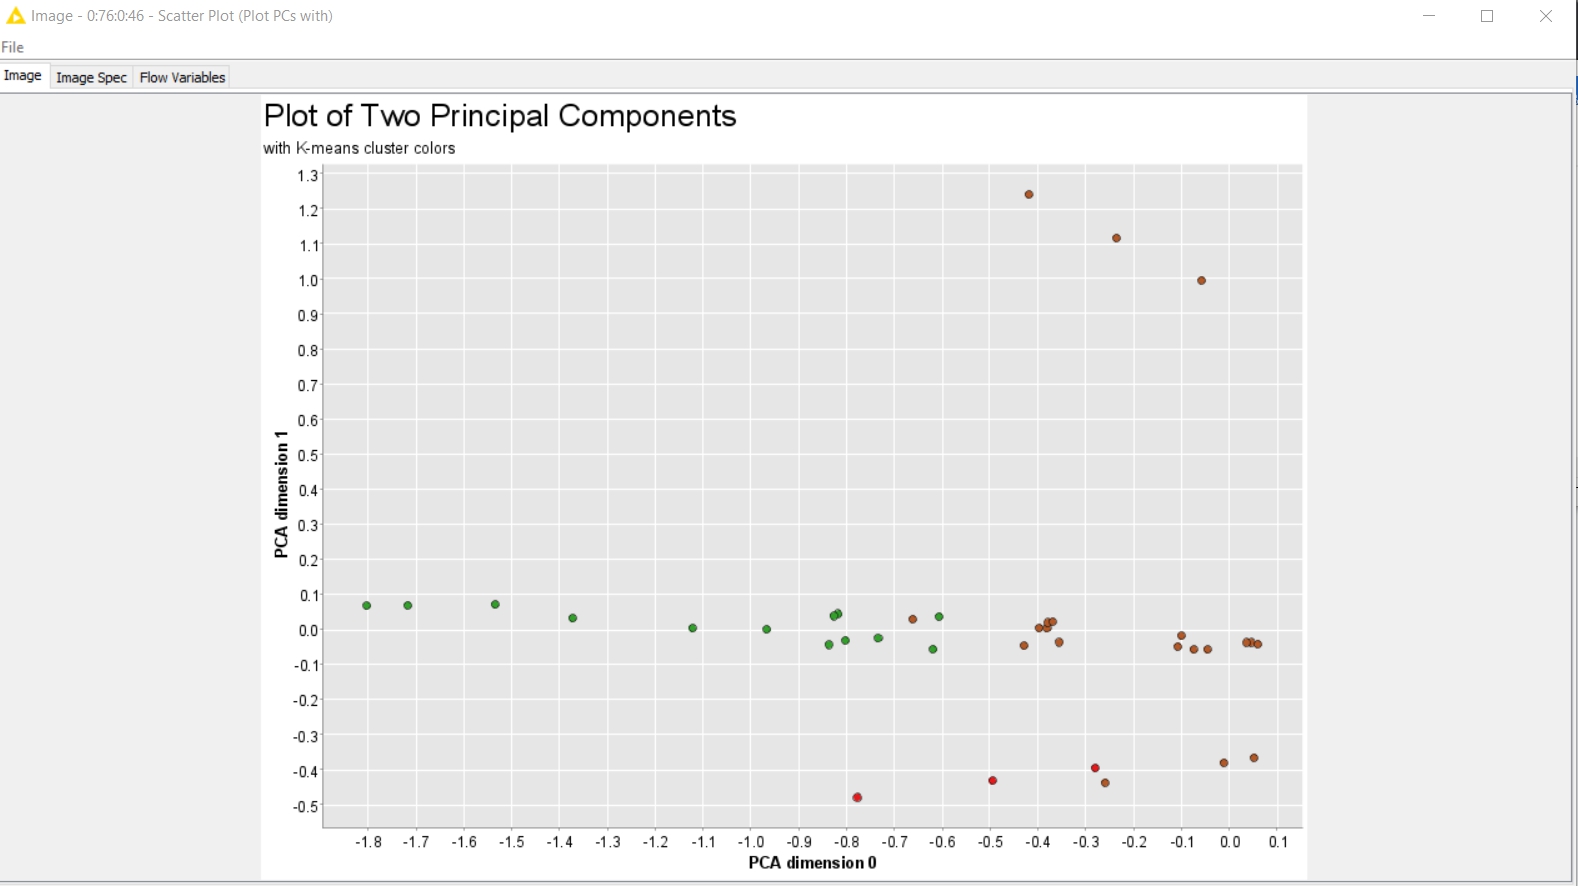 Image - 0:76:0:46 - Scatter Plot (Plot PCs with)
File
Image Image Spec Flow Variables
Plot of Two Principal Components
with K-means cluster colors
1.3
1.2
1.1
1.0
0.9
0.8
0.7
0.6
0.5
0.4
0.3
0.2
0.1
0.0
-0.1
-0.2
-0.3
-0.4
-0.5
PCA dimension 1
-1.8 -1.7 -1.6 -1.5 -1.4 -1.3 -1.2 -1.1 -1.0 -0.9 -0.8 -0.7 -0.6 -0.5 -0.4 -0.3 -0.2 -0.1 0.0 0.1
PCA dimension 0